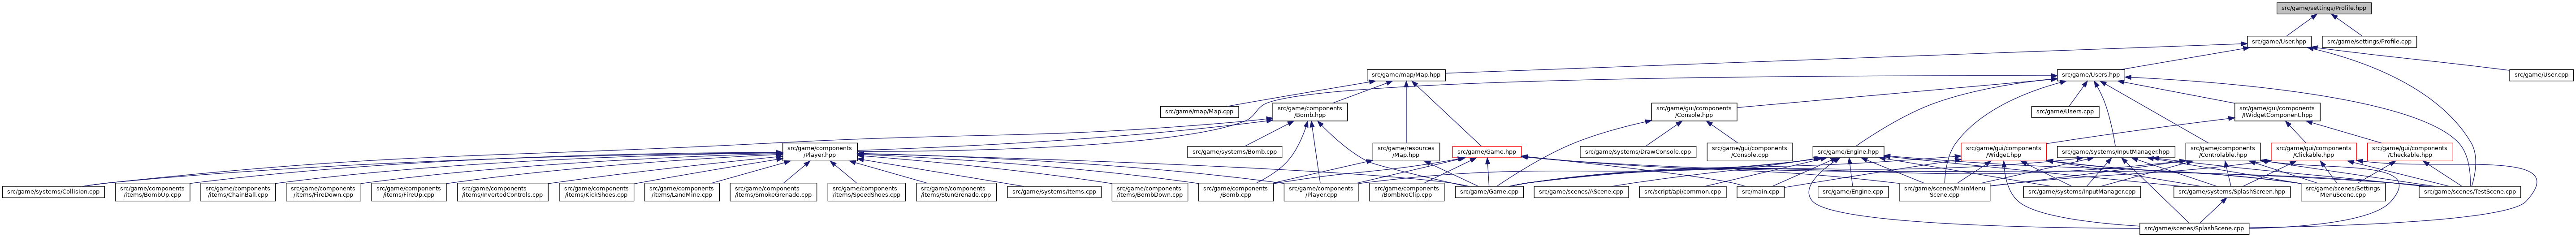 src/game/settings/Profile.hpp
src/game/User.hpp
src/game/settings/Profile.cpp
src/game/map/Map.hpp
src/game/Users.hpp
src/game/User.cpp
src/game/map/Map.cpp
src/game/components
/Bomb.hpp
src/game/gui/components
/Console.hpp
src/game/Users.cpp
src/game/gui/components
/IWidgetComponent.hpp
src/game/components
/Player.hpp
src/game/systems/Bomb.cpp
src/game/resources
/Map.hpp
src/game/Game.hpp
src/game/systems/DrawConsole.cpp
src/game/gui/components
/Console.cpp
src/game/Engine.hpp
src/game/gui/components
/Widget.hpp
src/game/systems/InputManager.hpp
src/game/components
/Controlable.hpp
src/game/gui/components
/Clickable.hpp
src/game/gui/components
/Checkable.hpp
src/game/systems/Collision.cpp
src/game/components
/items/BombUp.cpp
src/game/components
/items/ChainBall.cpp
src/game/components
/items/FireDown.cpp
src/game/components
/items/FireUp.cpp
src/game/components
/items/InvertedControls.cpp
src/game/components
/items/KickShoes.cpp
src/game/components
/items/LandMine.cpp
src/game/components
/items/SmokeGrenade.cpp
src/game/components
/items/SpeedShoes.cpp
src/game/components
/items/StunGrenade.cpp
src/game/systems/Items.cpp
src/game/components
/items/BombDown.cpp
src/game/components
/Bomb.cpp
src/game/components
/Player.cpp
src/game/components
/BombNoClip.cpp
src/game/Game.cpp
src/game/scenes/AScene.cpp
src/script/api/common.cpp
src/main.cpp
src/game/Engine.cpp
src/game/scenes/MainMenu
Scene.cpp
src/game/systems/InputManager.cpp
src/game/systems/SplashScreen.hpp
src/game/scenes/Settings
MenuScene.cpp
src/game/scenes/TestScene.cpp
src/game/scenes/SplashScene.cpp